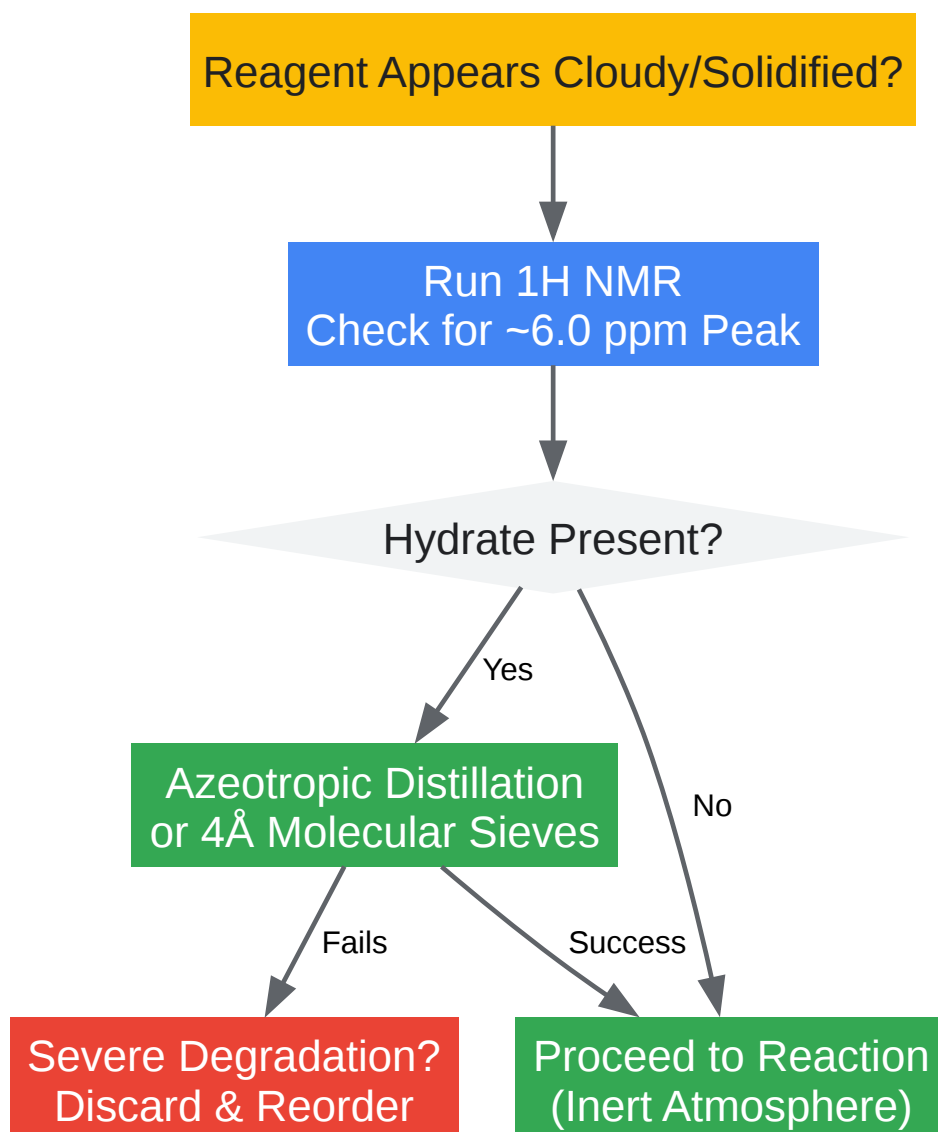 Reagent Appears Cloudy/Solidified?
Run 1H NMR
Check for ~6.0 ppm Peak
Hydrate Present?
Yes
No
Azeotropic Distillation
or 4Å Molecular Sieves
Fails
Success
Severe Degradation?
Discard & Reorder
Proceed to Reaction
(Inert Atmosphere)